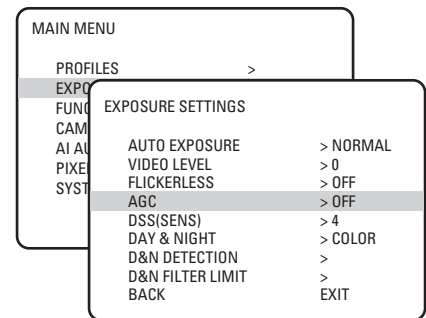 MAIN MENU
PROFILES >
EXPO
FUNC
CAM
AI AU
PIXE
SYST
EXPOSURE SETTINGS
AUTO EXPOSURE > NORMAL
VIDEO LEVEL > 0
FLICKERLESS > OFF
AGC > OFF
DSS(SENS) > 4
DAY & NIGHT > COLOR
D&N DETECTION >
D&N FILTER LIMIT >
BACK EXIT